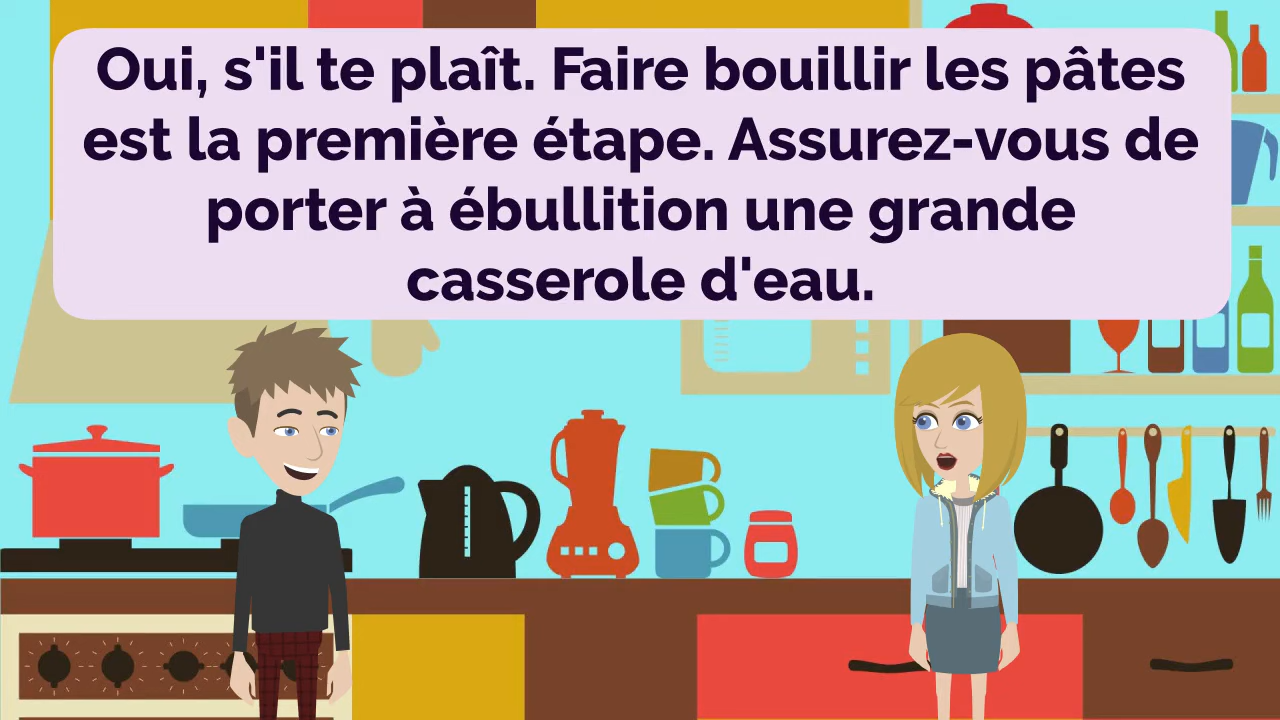 Oui, s'il te plaît. Faire bouillir les pâtes
est la première étape. Assurez-vous de
porter à ébullition une grande
casserole d'eau.